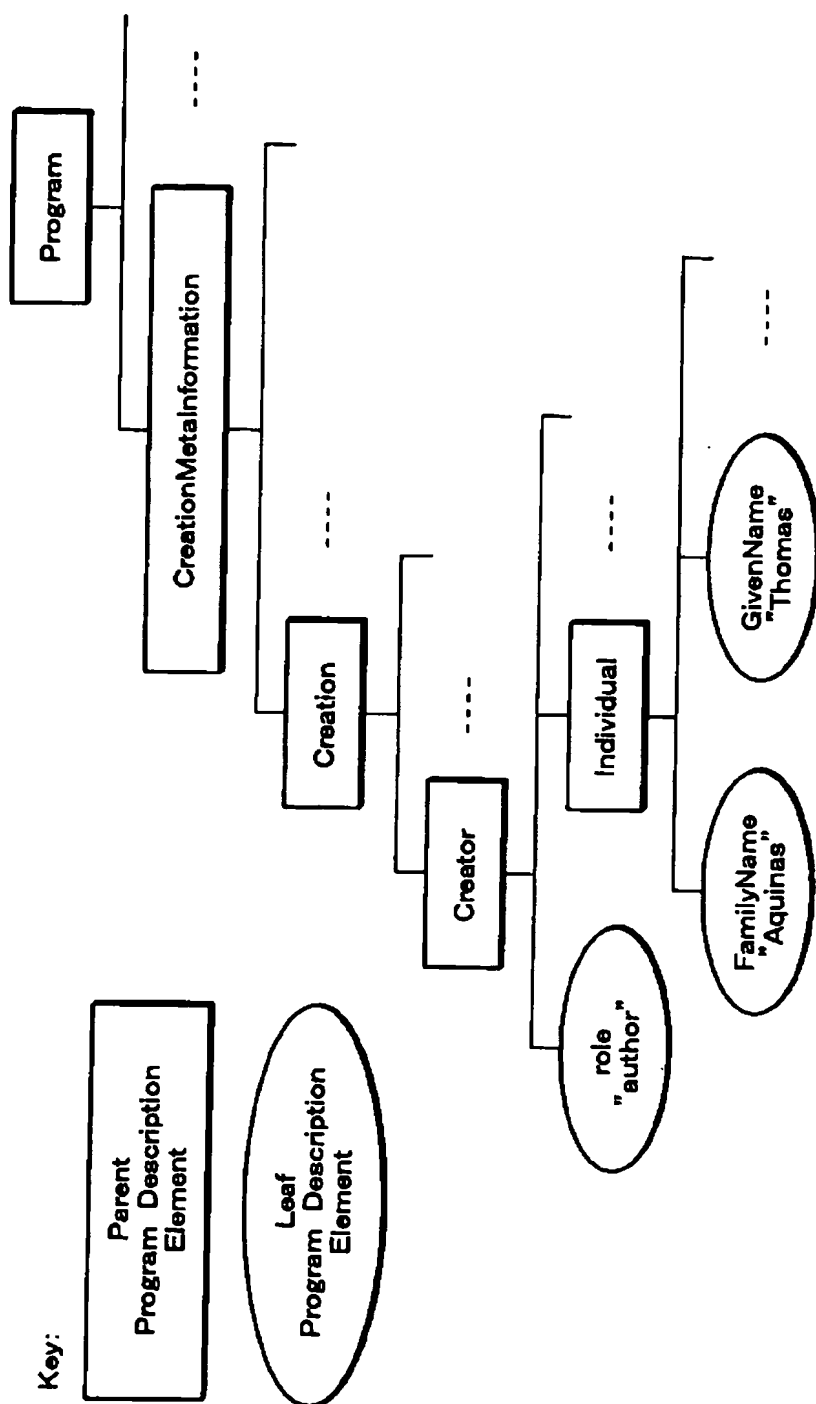 Key:
Parent
Program Description
Element
Leaf
Program Description
Element
Program
CreationMetaInformation
----
Creation
----
Creator
----
role
"author"
Individual
----
FamilyName
"Aquinas"
GivenName
"Thomas"
----